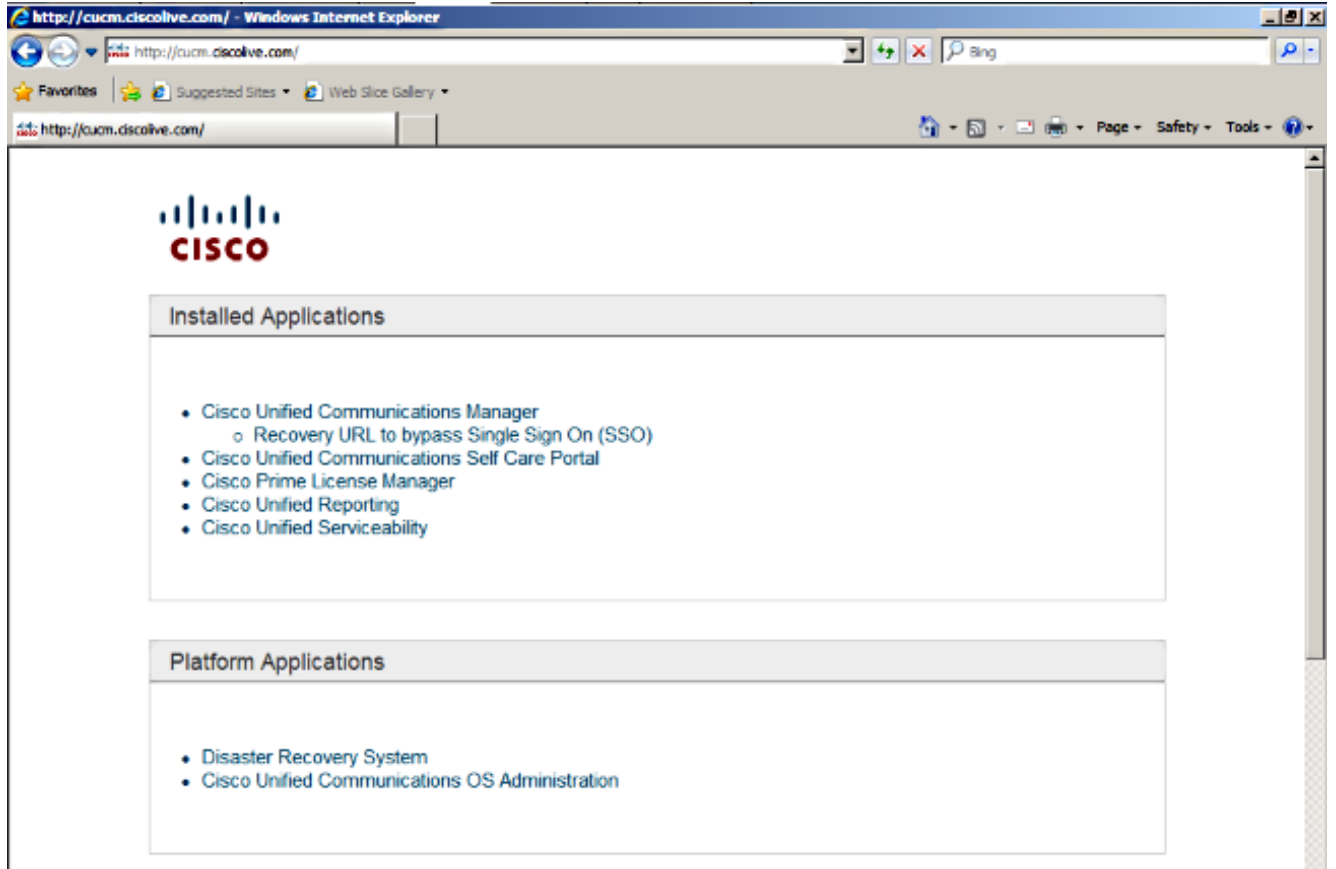 http://cucm.ciscolive.com/ - Windows Internet Explorer
http://cucm.ciscolive.com/
Bing
Favorites Suggested Sites Web Slice Gallery
http://cucm.ciscolive.com/
Page Safety Tools
CISCO
Installed Applications
• Cisco Unified Communications Manager
o Recovery URL to bypass Single Sign On (SSO)
• Cisco Unified Communications Self Care Portal
• Cisco Prime License Manager
• Cisco Unified Reporting
• Cisco Unified Serviceability
Platform Applications
• Disaster Recovery System
• Cisco Unified Communications OS Administration